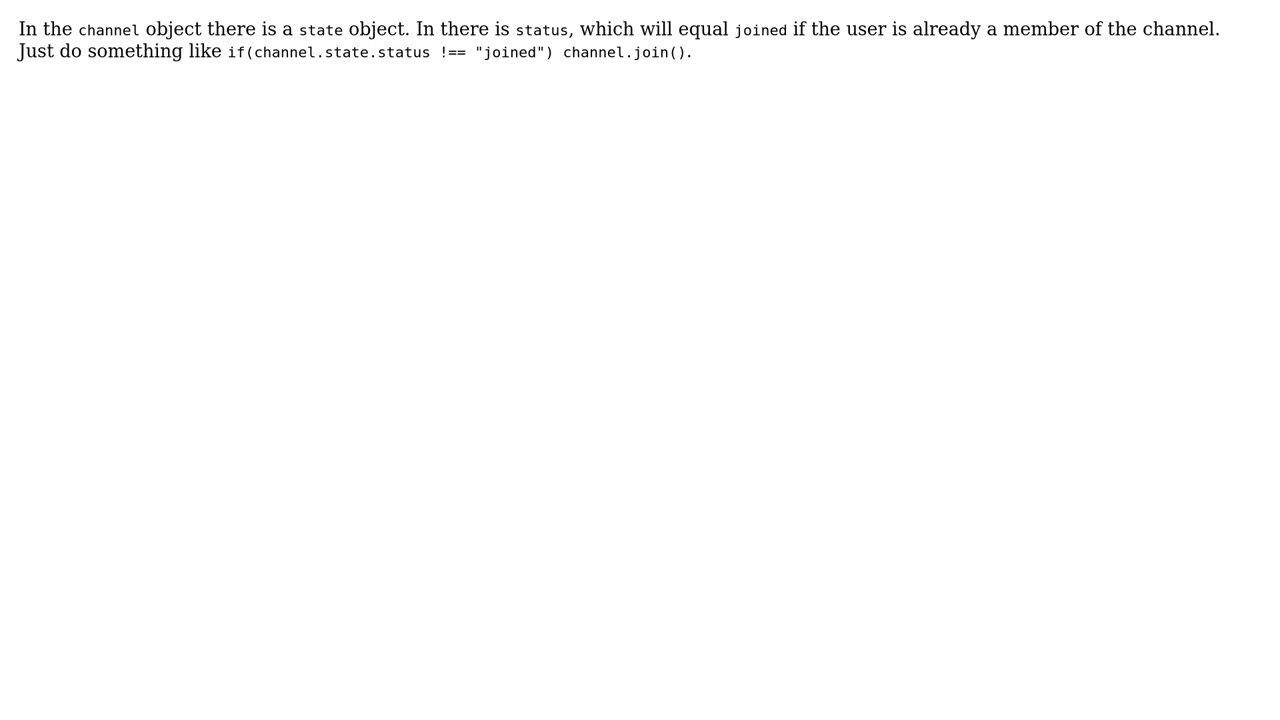 In the channel object there is a state object. In there is status, which will equal joined if the user is already a member of the channel.
Just do something like if(channel.state.status !== "joined") channel.join().